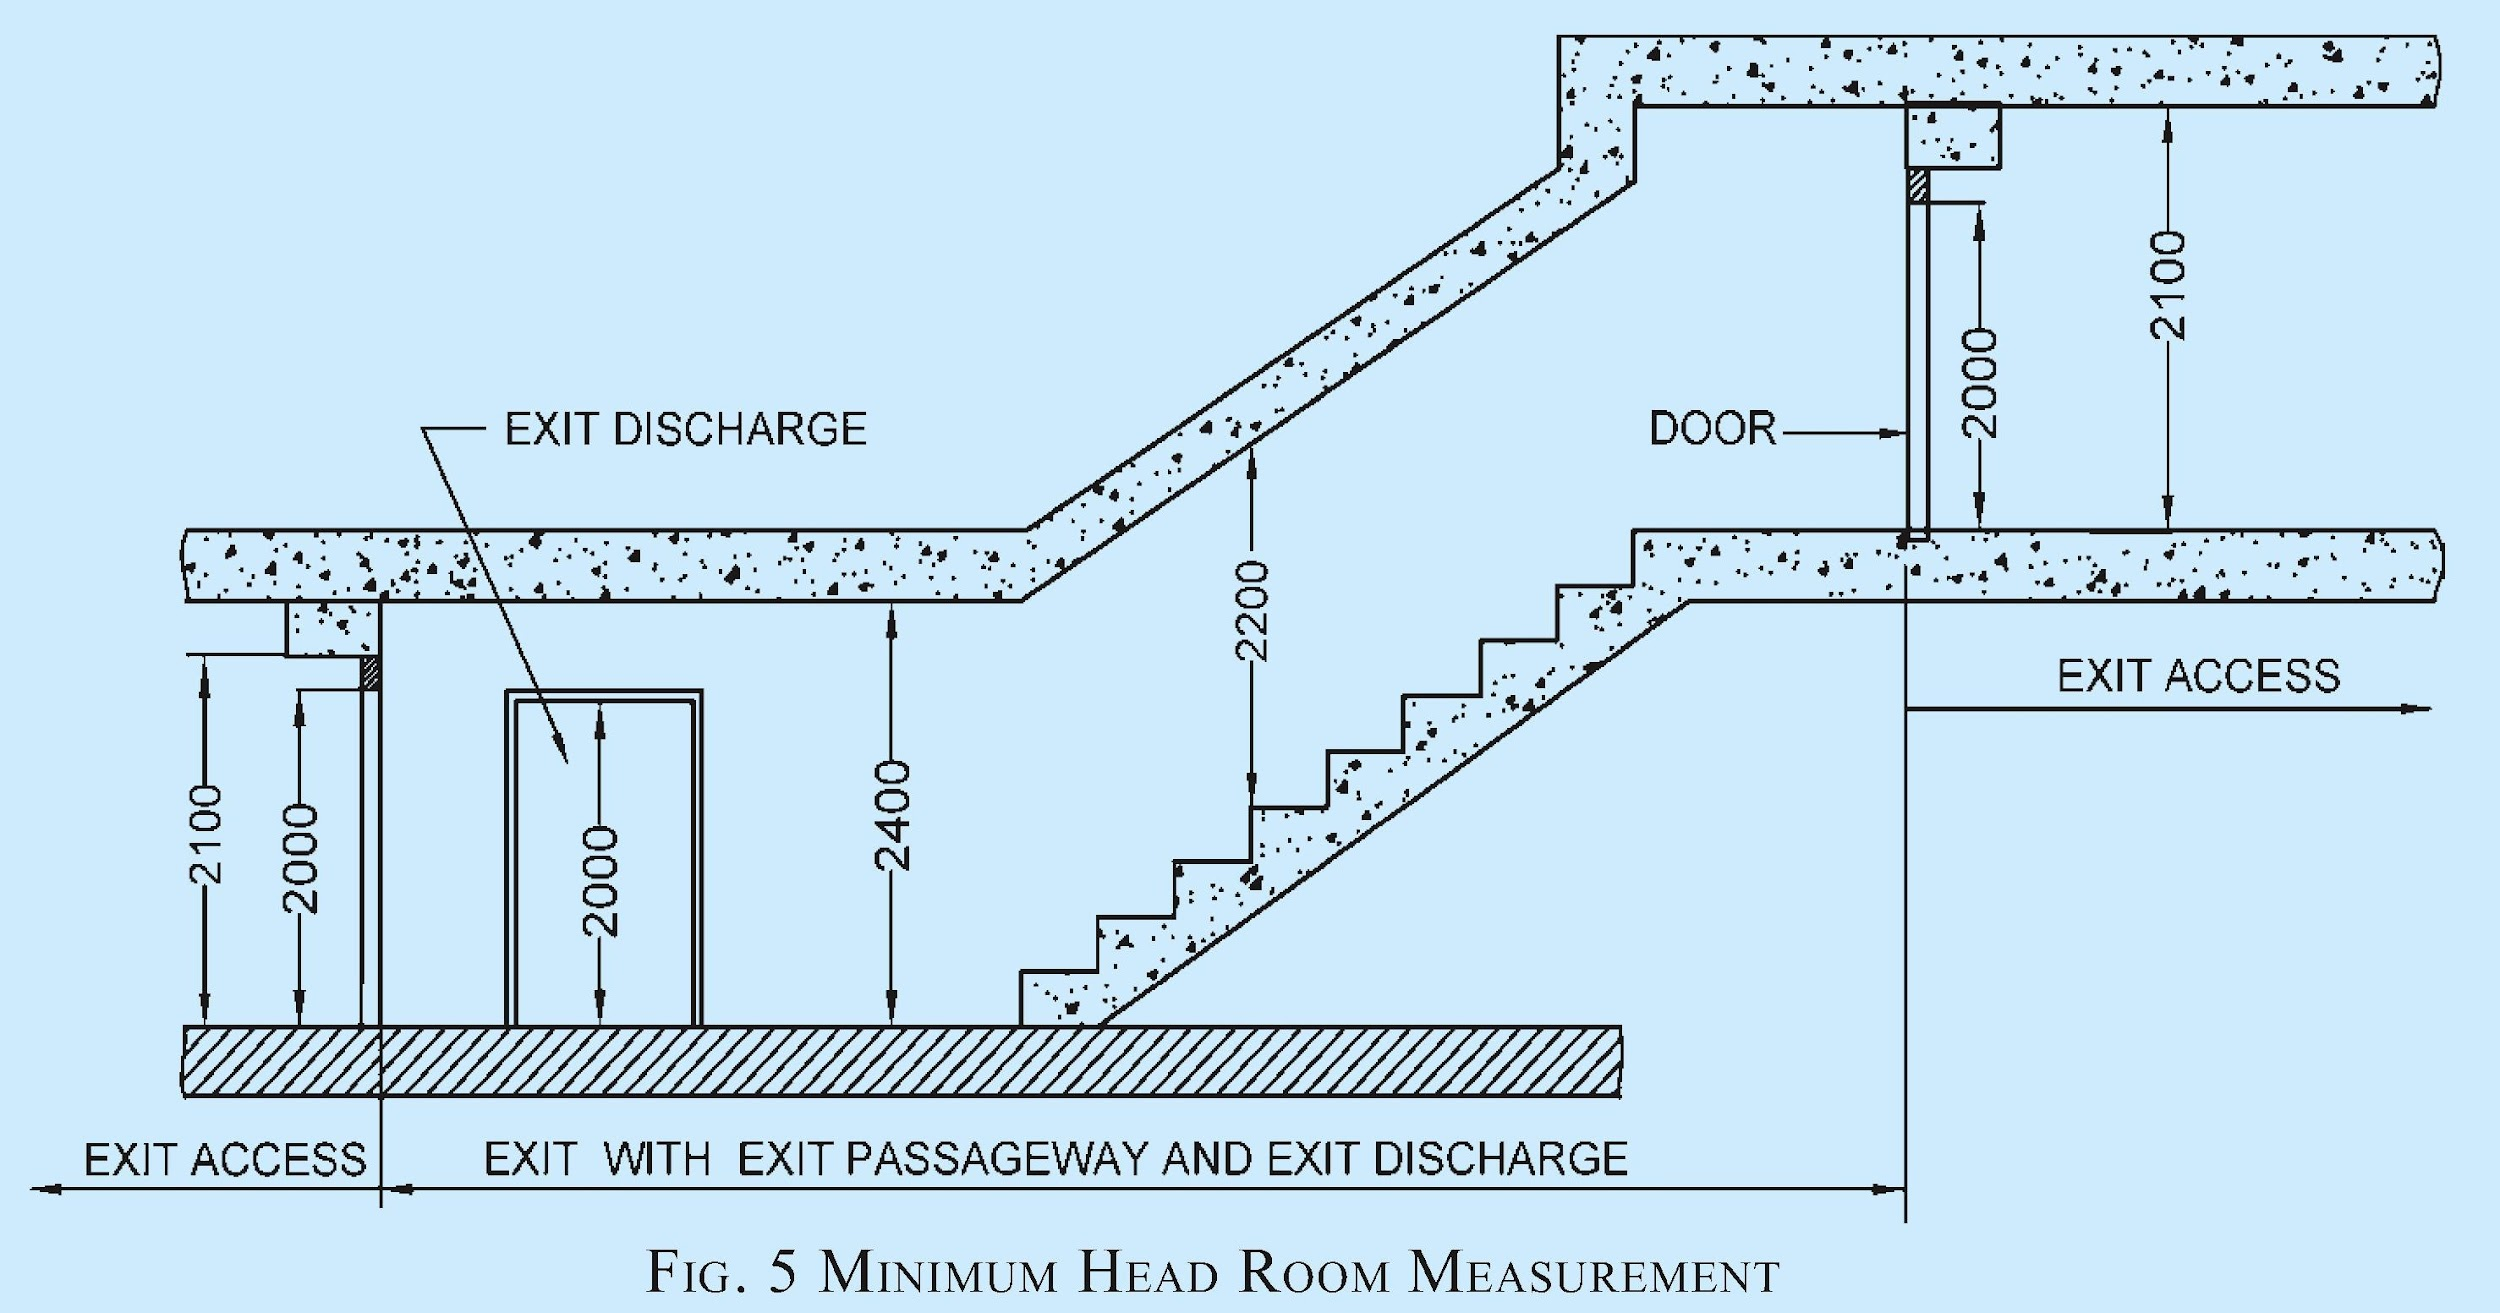 2100
2000
DOOR
EXIT DISCHARGE
2200
EXIT ACCESS
2400
2100
2000
2000
EXIT ACCESS
EXIT WITH EXIT PASSAGEWAY AND EXIT DISCHARGE
FIG. 5 MINIMUM HEAD ROOM MEASUREMENT